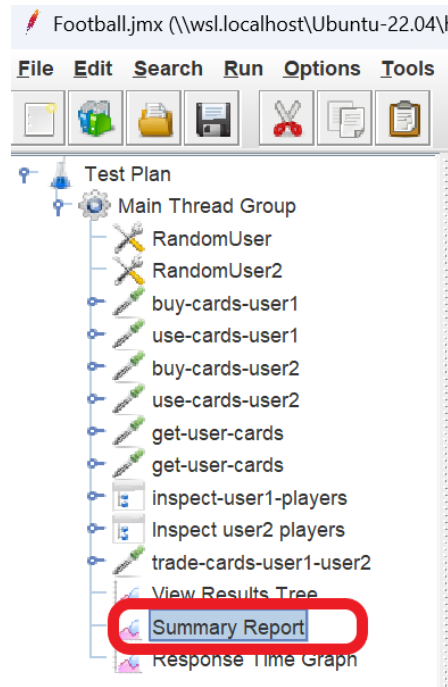 Football.jmx (\\wsl.localhost\Ubuntu-22.04\
File Edit Search Run Options Tools
Test Plan
Main Thread Group
RandomUser
RandomUser2
buy-cards-user1
use-cards-user1
buy-cards-user2
use-cards-user2
get-user-cards
get-user-cards
inspect-user1-players
Inspect user2 players
trade-cards-user1-user2
View Results Tree
Summary Report
Response Time Graph